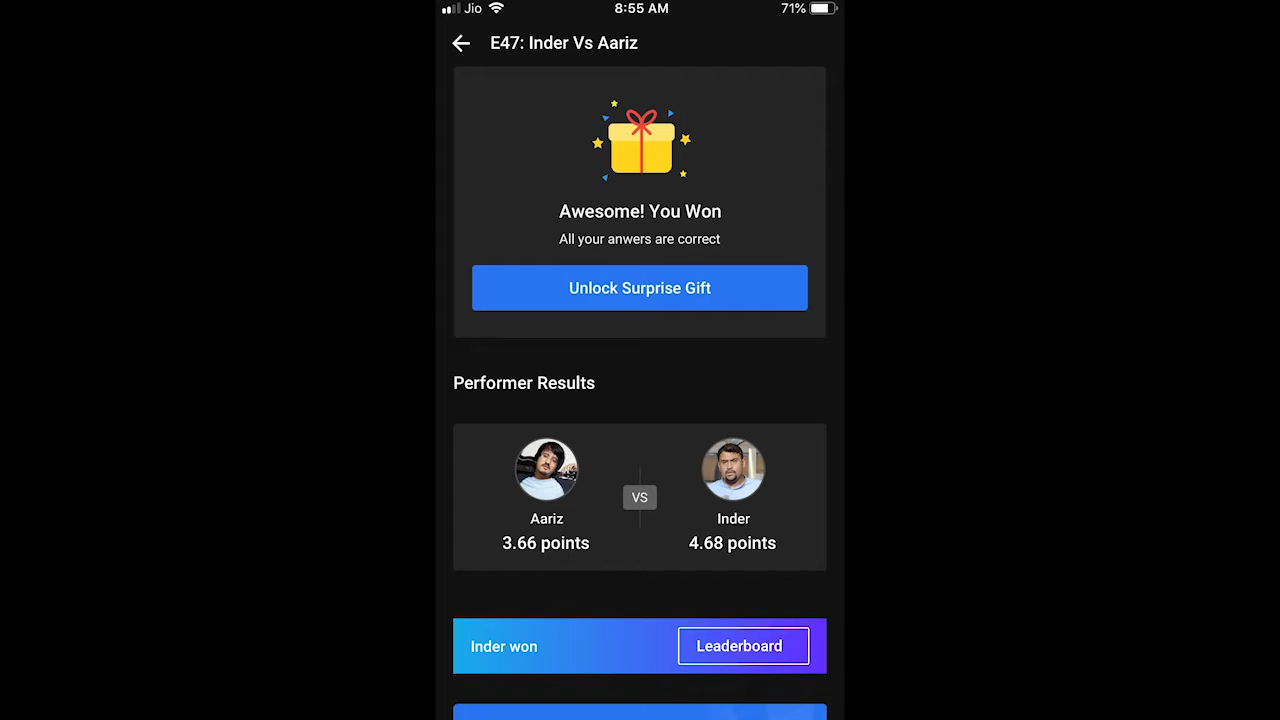 Jio
8:55 AM
71%
E47: Inder Vs Aariz
Awesome! You Won
All your anwers are correct
Unlock Surprise Gift
Performer Results
VS
Aariz
Inder
3.66 points
4.68 points
Inder won
Leaderboard